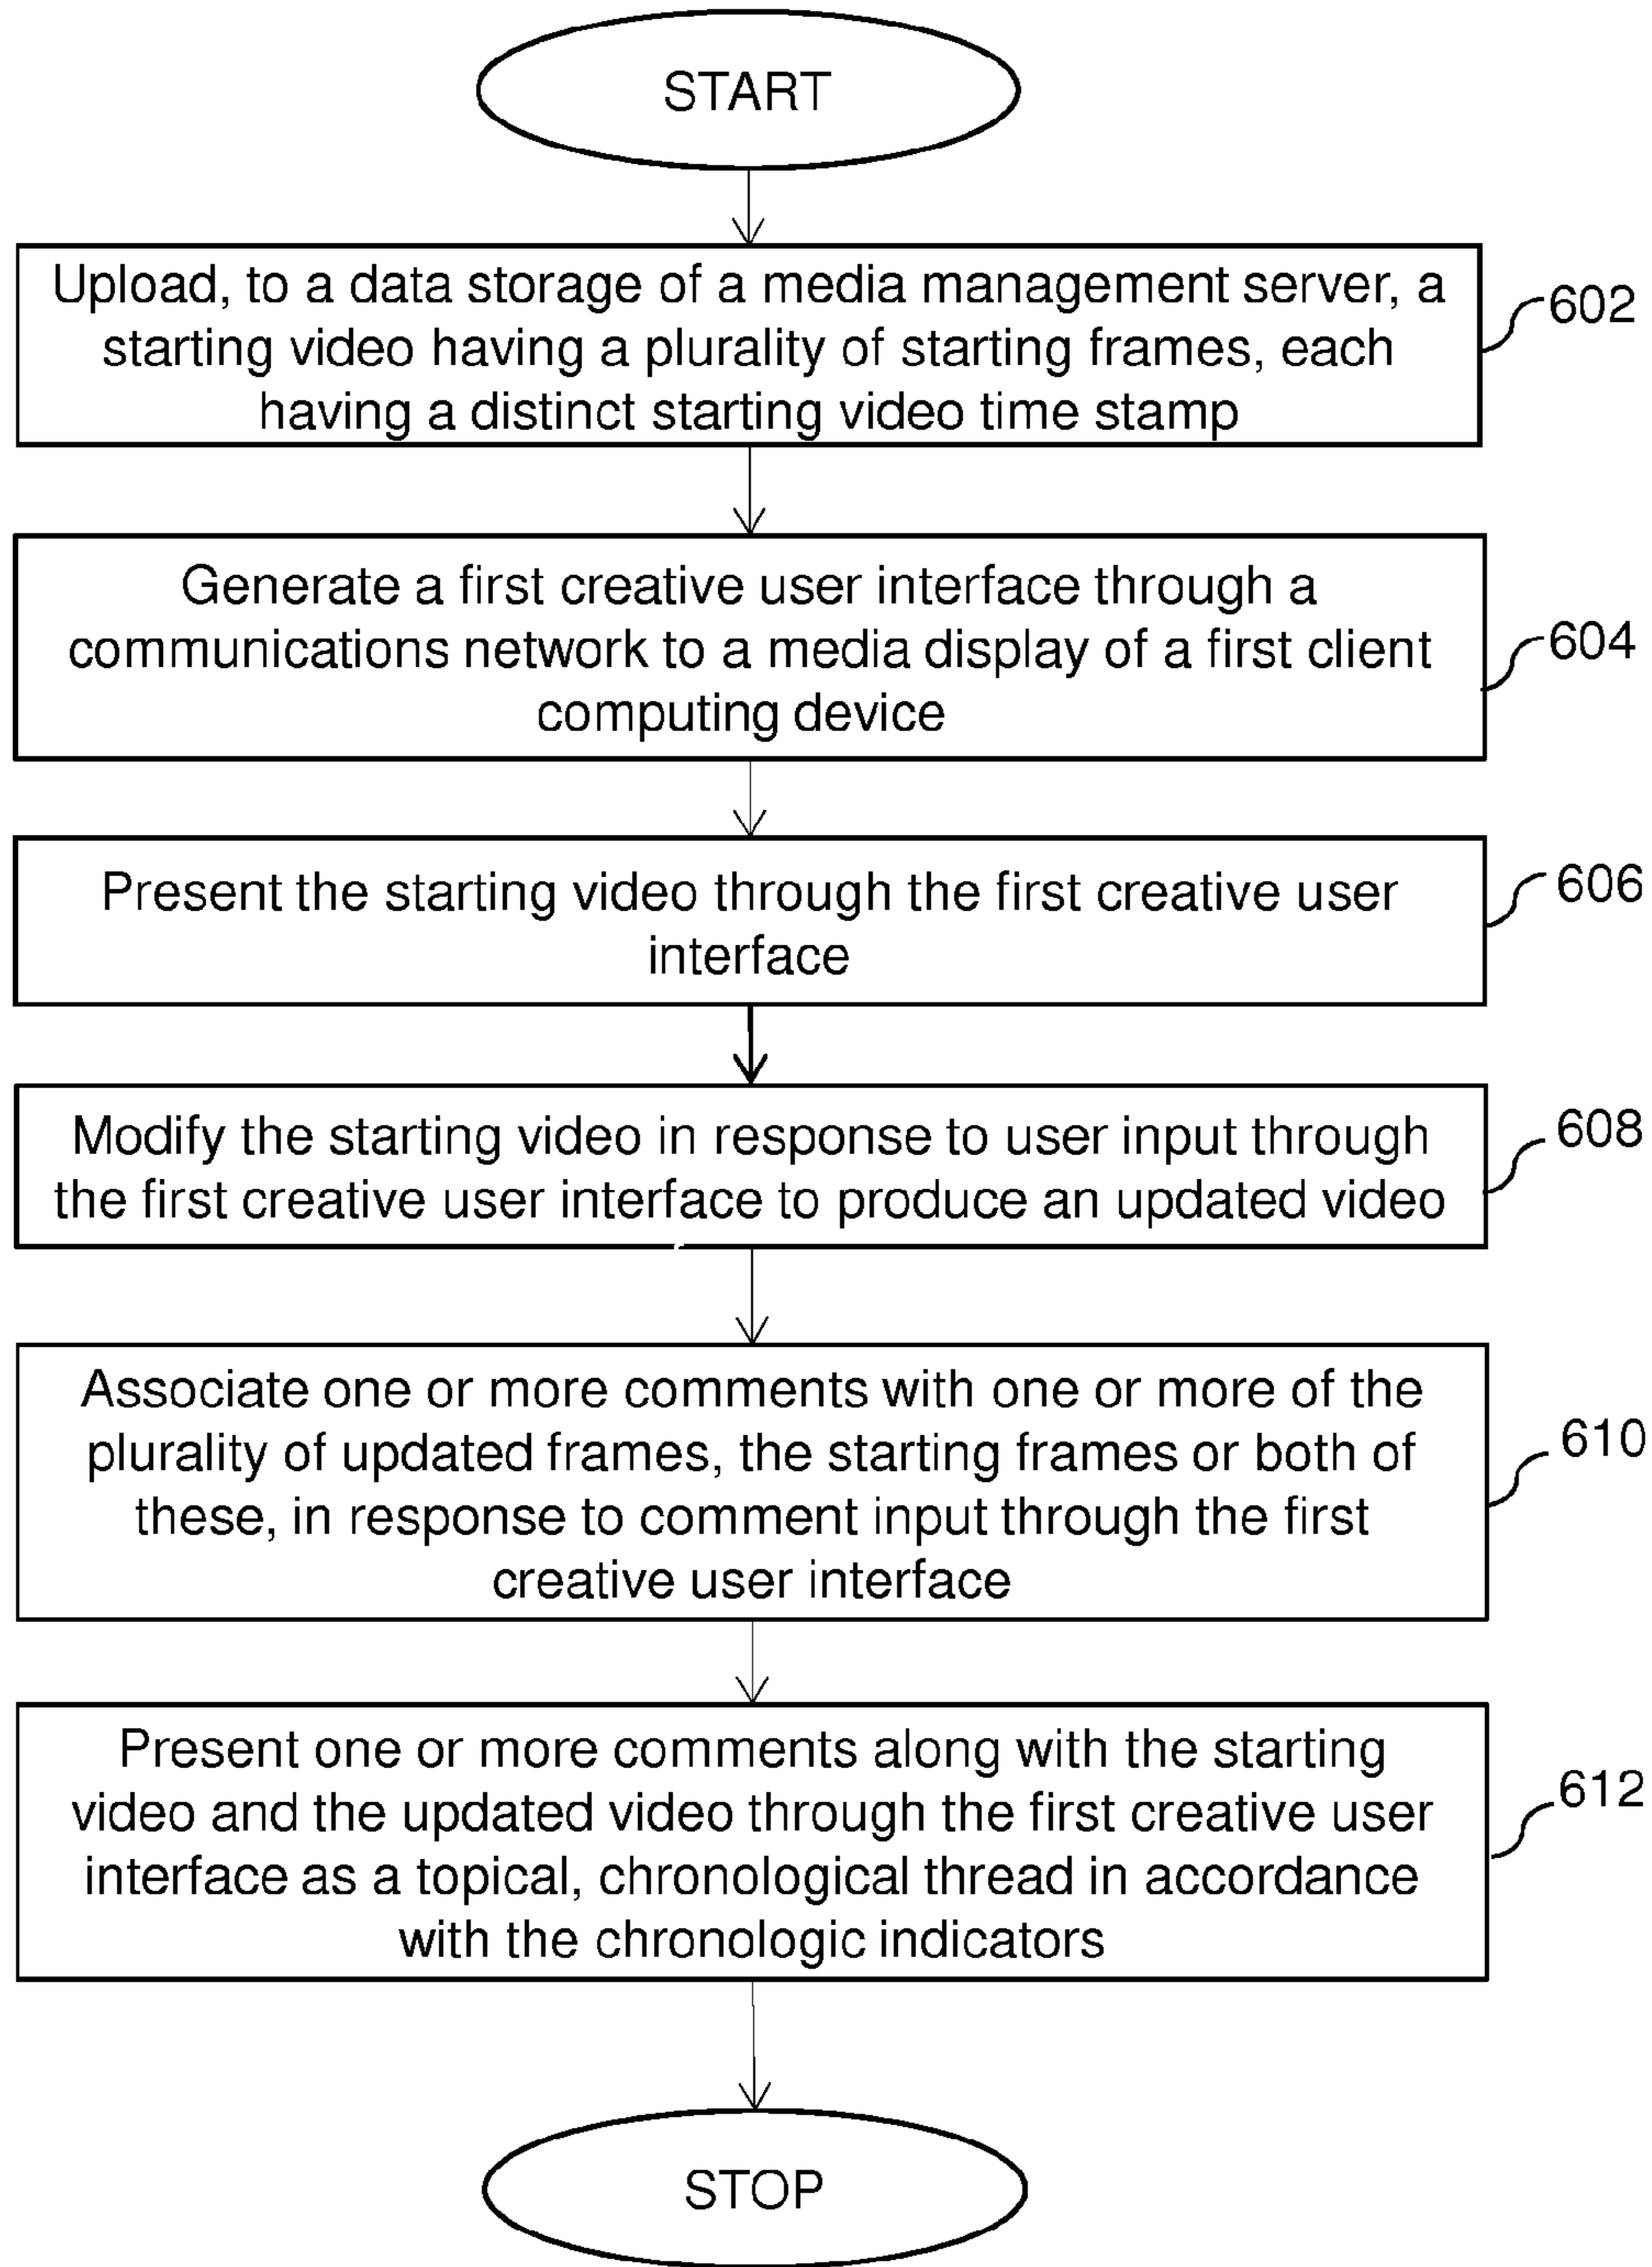 START
Upload, to a data storage of a media management server, a
starting video having a plurality of starting frames, each
having a distinct starting video time stamp
602
Generate a first creative user interface through a
communications network to a media display of a first client
computing device
604
Present the starting video through the first creative user
interface
606
Modify the starting video in response to user input through
the first creative user interface to produce an updated video
608
Associate one or more comments with one or more of the
plurality of updated frames, the starting frames or both of
these, in response to comment input through the first
creative user interface
610
Present one or more comments along with the starting
video and the updated video through the first creative user
interface as a topical, chronological thread in accordance
with the chronologic indicators
612
STOP